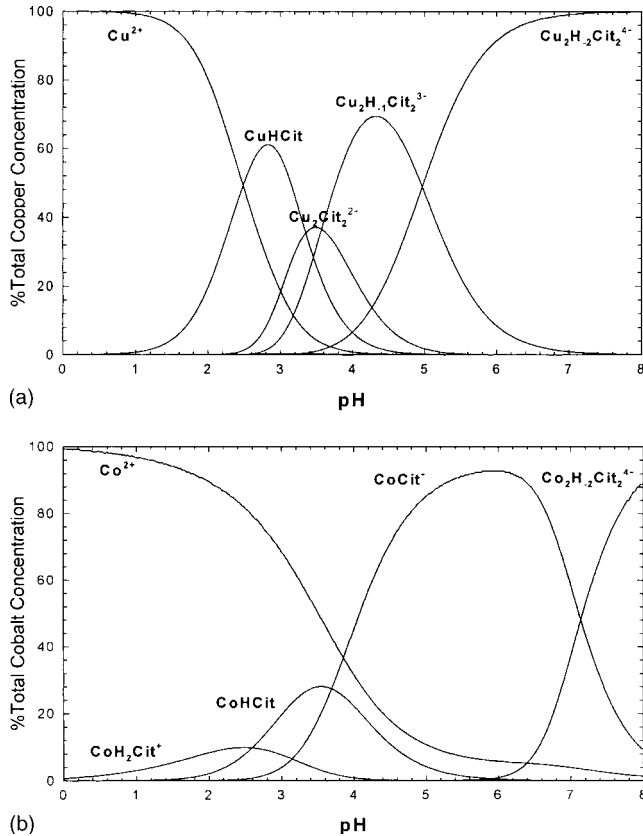 100
Cu²⁺
Cu₂H₋₂Cit₂⁴⁻
80
Cu₂H₋₁Cit₂³⁻
CuHCit
60
Cu₂Cit₂²⁻
40
20
0
%Total Copper Concentration
0 1 2 3 4 5 6 7 8
(a)
pH
100
Co²⁺
CoCit⁻
Co₂H₋₂Cit₂⁴⁻
80
60
40
CoHCit
20
CoH₂Cit⁺
0
%Total Cobalt Concentration
0 1 2 3 4 5 6 7 8
(b)
pH